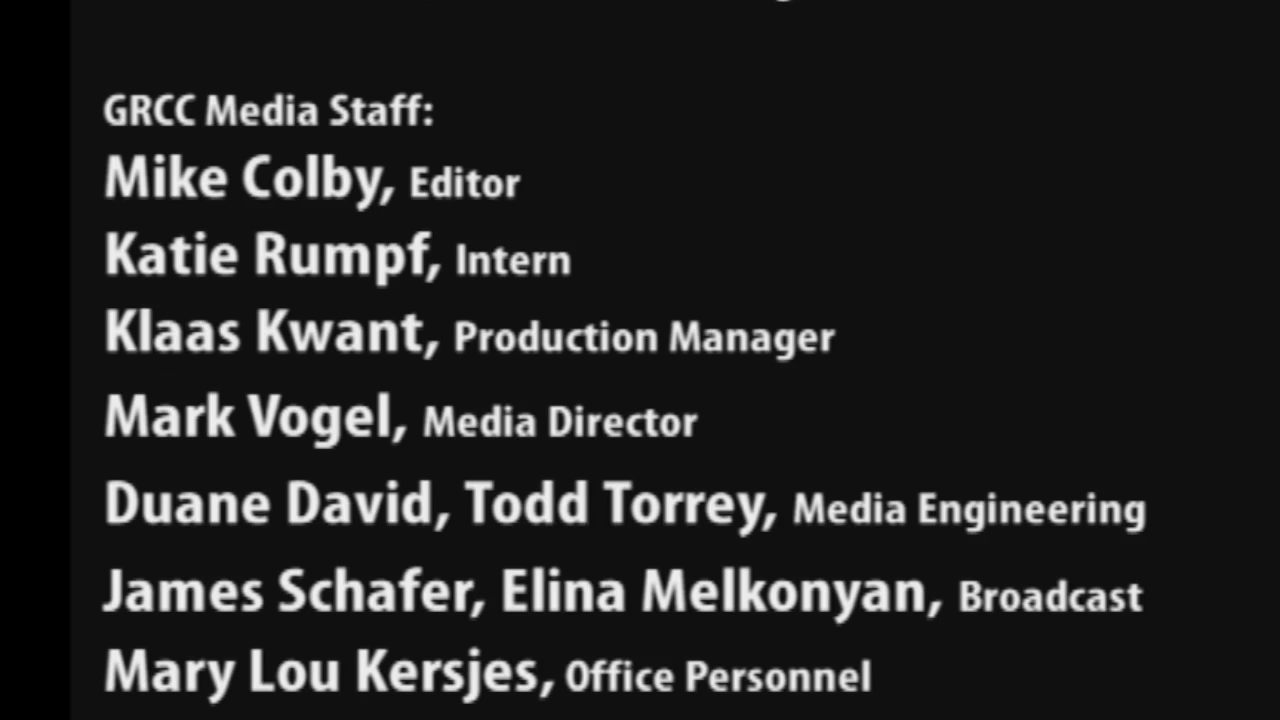 GRCC Media Staff:
Mike Colby, Editor
Katie Rumpf, Intern
Klaas Kwant, Production Manager
Mark Vogel, Media Director
Duane David, Todd Torrey, Media Engineering
James Schafer, Elina Melkonyan, Broadcast
Mary Lou Kersjes, Office Personnel